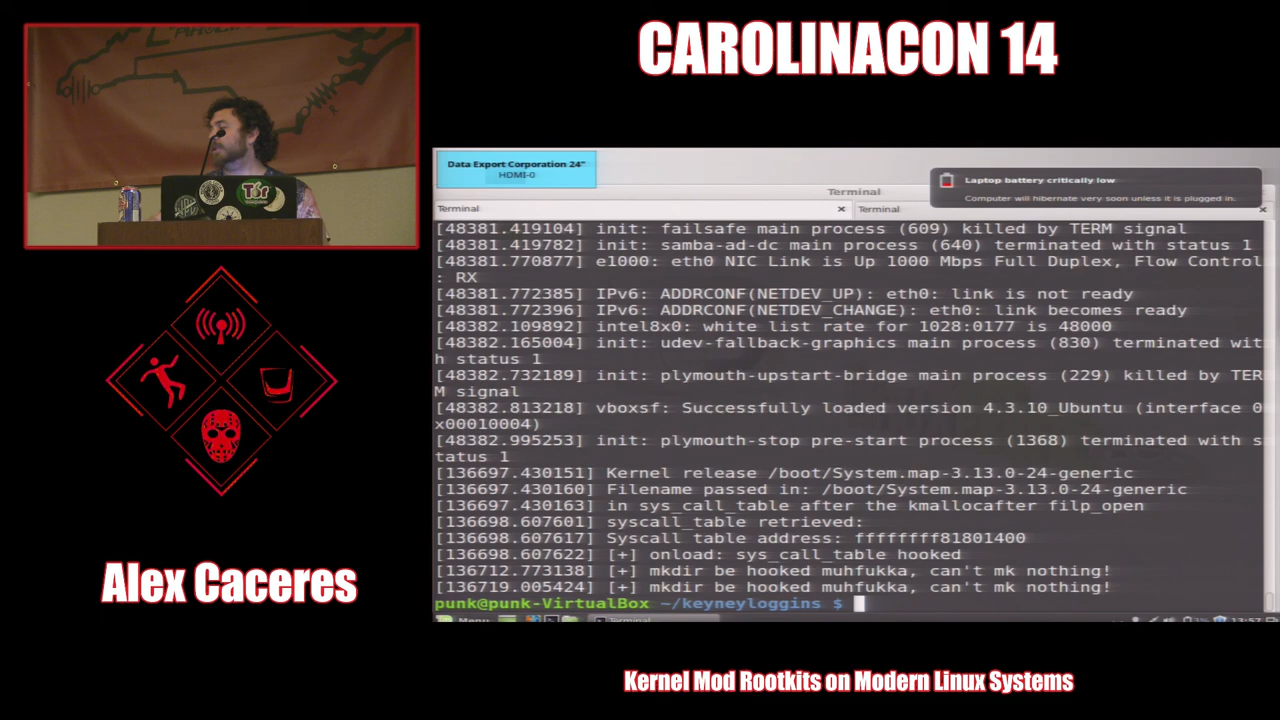 CAROLINACON 14
Data Export Corporation 24"
HDMI-0
Laptop battery critically low
Computer will hibernate very soon unless it is plugged in.
Terminal
Terminal
Terminal
[48381.419104] init: failsafe main process (609) killed by TERM signal
[48381.419782] init: samba-ad-dc main process (640) terminated with status 1
[48381.770877] e1000: eth0 NIC Link is Up 1000 Mbps Full Duplex, Flow Control
: RX
[48381.772385] IPv6: ADDRCONF(NETDEV_UP): eth0: link is not ready
[48381.772396] IPv6: ADDRCONF(NETDEV_CHANGE): eth0: link becomes ready
[48382.109892] intel8x0: white list rate for 1028:0177 is 48000
[48382.165004] init: udev-fallback-graphics main process (830) terminated wit
h status 1
[48382.732189] init: plymouth-upstart-bridge main process (229) killed by TER
M signal
[48382.813218] vboxsf: Successfully loaded version 4.3.10_Ubuntu (interface 0
x00010004)
[48382.995253] init: plymouth-stop pre-start process (1368) terminated with s
tatus 1
[136697.430151] Kernel release /boot/System.map-3.13.0-24-generic
[136697.430160] Filename passed in: /boot/System.map-3.13.0-24-generic
[136697.430163] in sys_call_table after the kmallocafter filp_open
[136698.607601] syscall_table retrieved:
[136698.607617] Syscall table address: ffffffff81801400
[136698.607622] [+] onload: sys_call_table hooked
[136712.773138] [+] mkdir be hooked muhfukka, can't mk nothing!
[136719.005424] [+] mkdir be hooked muhfukka, can't mk nothing!
punk@punk-VirtualBox ~/keyneyloggins $
Menu
Terminal
13:57
Tor
Alex Caceres
Kernel Mod Rootkits on Modern Linux Systems